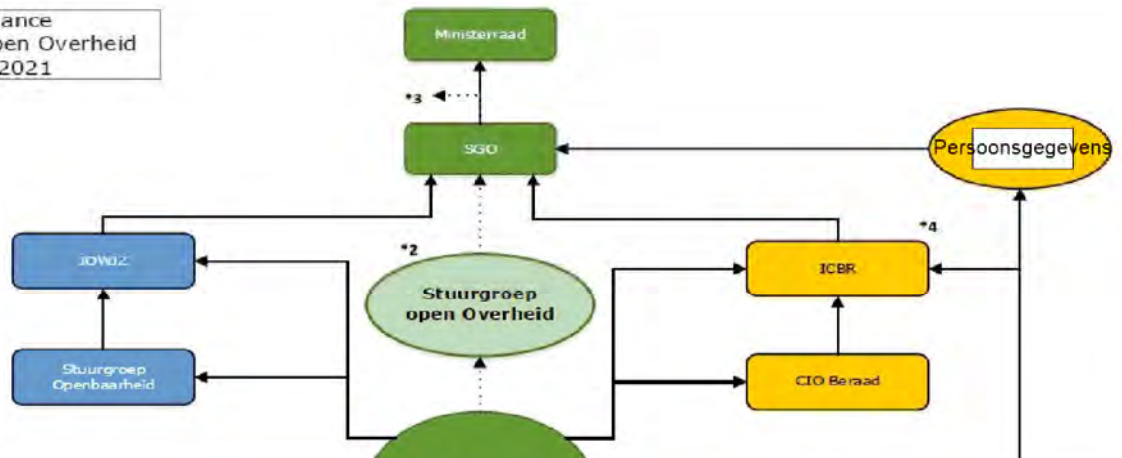 ance
pen Overheid
2021
Ministerraad
*3
SGO
Persoonsgegevens
*4
*2
ICBR
Stuurgroep
open Overheid
Stuurgroep
Openbaarheid
CIO Beraad